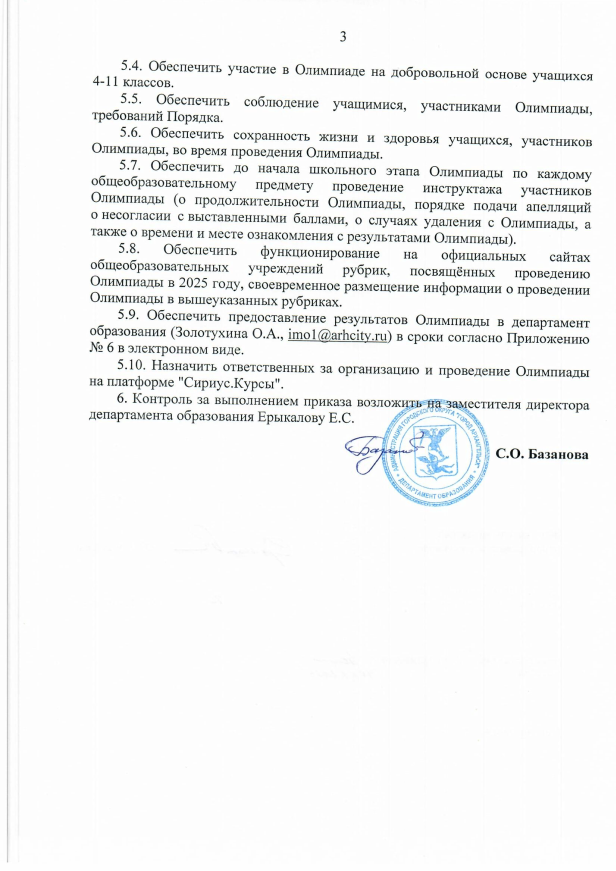 3
5.4. Обеспечить участие в Олимпиаде на добровольной основе учащихся
4-11 классов.
5.5. Обеспечить соблюдение учащимися, участниками Олимпиады,
требований Порядка.
5.6. Обеспечить сохранность жизни и здоровья учащихся, участников
Олимпиады, во время проведения Олимпиады.
5.7. Обеспечить до начала школьного этапа Олимпиады по каждому
общеобразовательному предмету проведение инструктажа участников
Олимпиады (о продолжительности Олимпиады, порядке подачи апелляций
о несогласии с выставленными баллами, о случаях удаления с Олимпиады, а
также о времени и месте ознакомления с результатами Олимпиады).
5.8. Обеспечить функционирование на официальных сайтах
общеобразовательных учреждений рубрик, посвящённых проведению
Олимпиады в 2025 году, своевременное размещение информации о проведении
Олимпиады в вышеуказанных рубриках.
5.9. Обеспечить предоставление результатов Олимпиады в департамент
образования (Золотухина О.А., imo1@arhcity.ru) в сроки согласно Приложению
№ 6 в электронном виде.
5.10. Назначить ответственных за организацию и проведение Олимпиады
на платформе "Сириус.Курсы".
6. Контроль за выполнением приказа возложить на заместителя директора
департамента образования Ерыкалову Е.С.
АДМИНИСТРАЦИЯ ГОРОДСКОГО ОКРУГА "ГОРОД АРХАНГЕЛЬСК"
ДЕПАРТАМЕНТ ОБРАЗОВАНИЯ
С.О. Базанова